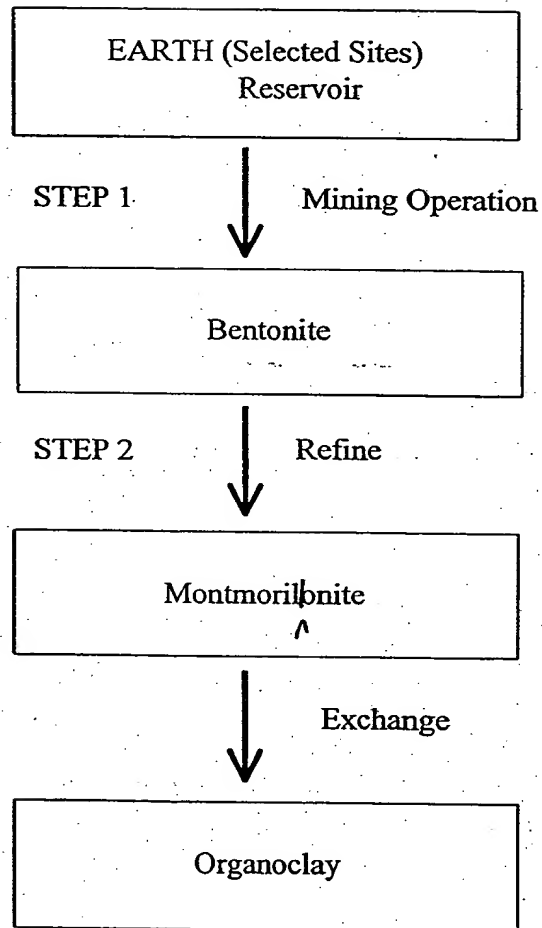 EARTH (Selected Sites)
Reservoir
STEP 1
Mining Operation
Bentonite
STEP 2
Refine
Montmorillonite
Exchange
Organoclay